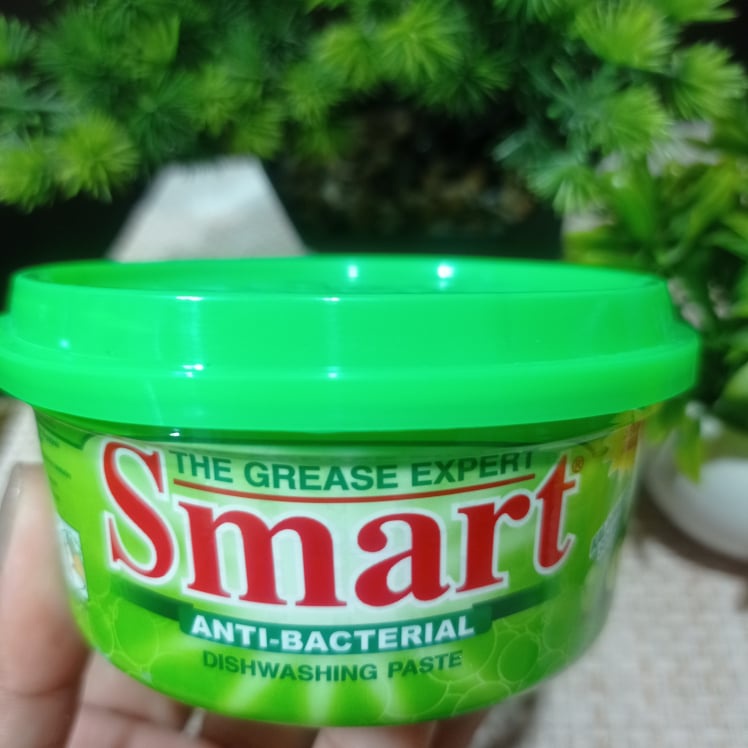 THE GREASE EXPERT
Smart®
ANTI-BACTERIAL
DISHWASHING PASTE